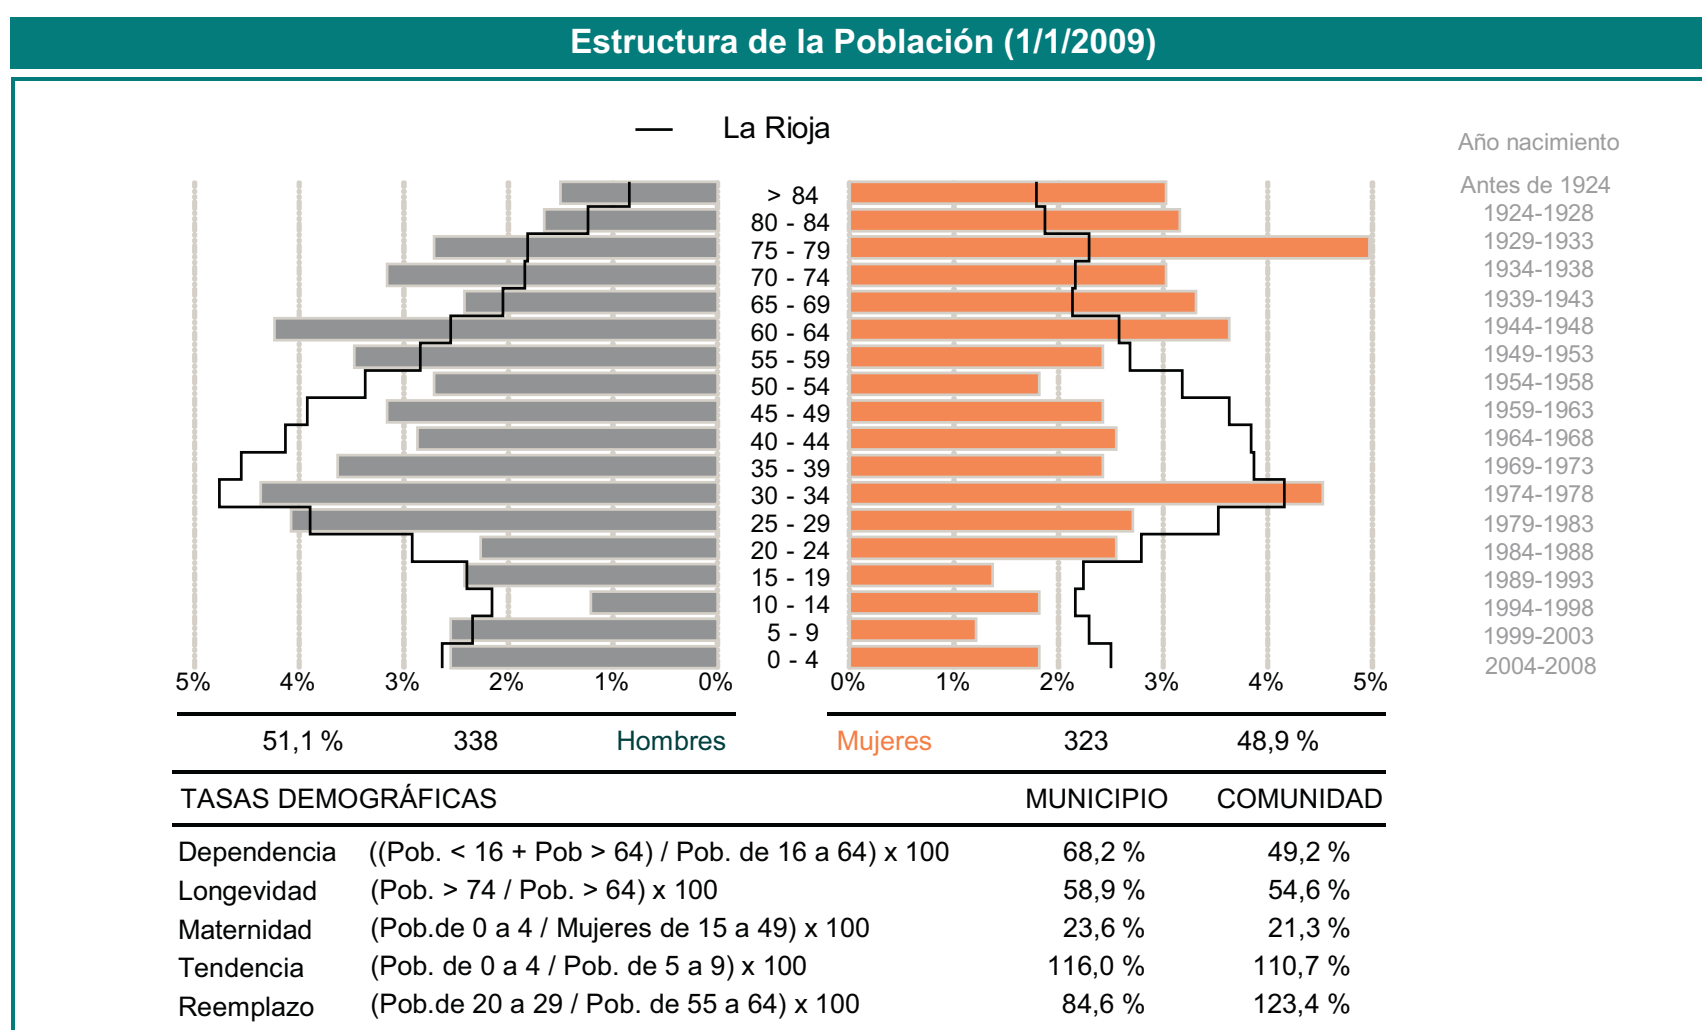 Estructura de la Población (1/1/2009)
La Rioja
Año nacimiento
> 84 Antes de 1924
80 - 84 1924-1928
75 - 79 1929-1933
70 - 74 1934-1938
65 - 69 1939-1943
60 - 64 1944-1948
55 - 59 1949-1953
50 - 54 1954-1958
45 - 49 1959-1963
40 - 44 1964-1968
35 - 39 1969-1973
30 - 34 1974-1978
25 - 29 1979-1983
20 - 24 1984-1988
15 - 19 1989-1993
10 - 14 1994-1998
5 - 9 1999-2003
0 - 4 2004-2008
5% 4% 3% 2% 1% 0% 0% 1% 2% 3% 4% 5%
51,1 % 338 Hombres Mujeres 323 48,9 %
TASAS DEMOGRÁFICAS MUNICIPIO COMUNIDAD
Dependencia ((Pob. < 16 + Pob > 64) / Pob. de 16 a 64) x 100 68,2 % 49,2 %
Longevidad (Pob. > 74 / Pob. > 64) x 100 58,9 % 54,6 %
Maternidad (Pob.de 0 a 4 / Mujeres de 15 a 49) x 100 23,6 % 21,3 %
Tendencia (Pob. de 0 a 4 / Pob. de 5 a 9) x 100 116,0 % 110,7 %
Reemplazo (Pob.de 20 a 29 / Pob. de 55 a 64) x 100 84,6 % 123,4 %